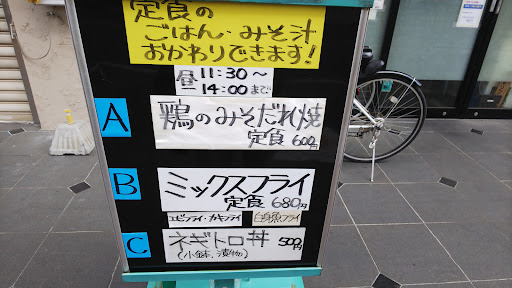 定食の
ごはん・みそ汁
おかわりできます!
昼 11:30〜
14:00まで
A
鶏のみそだれ焼
定食 600円
B
ミックスフライ
定食 680円
エビフライ・カキフライ 白身魚フライ
C
ネギトロ丼 500円
(小鉢、漬物)